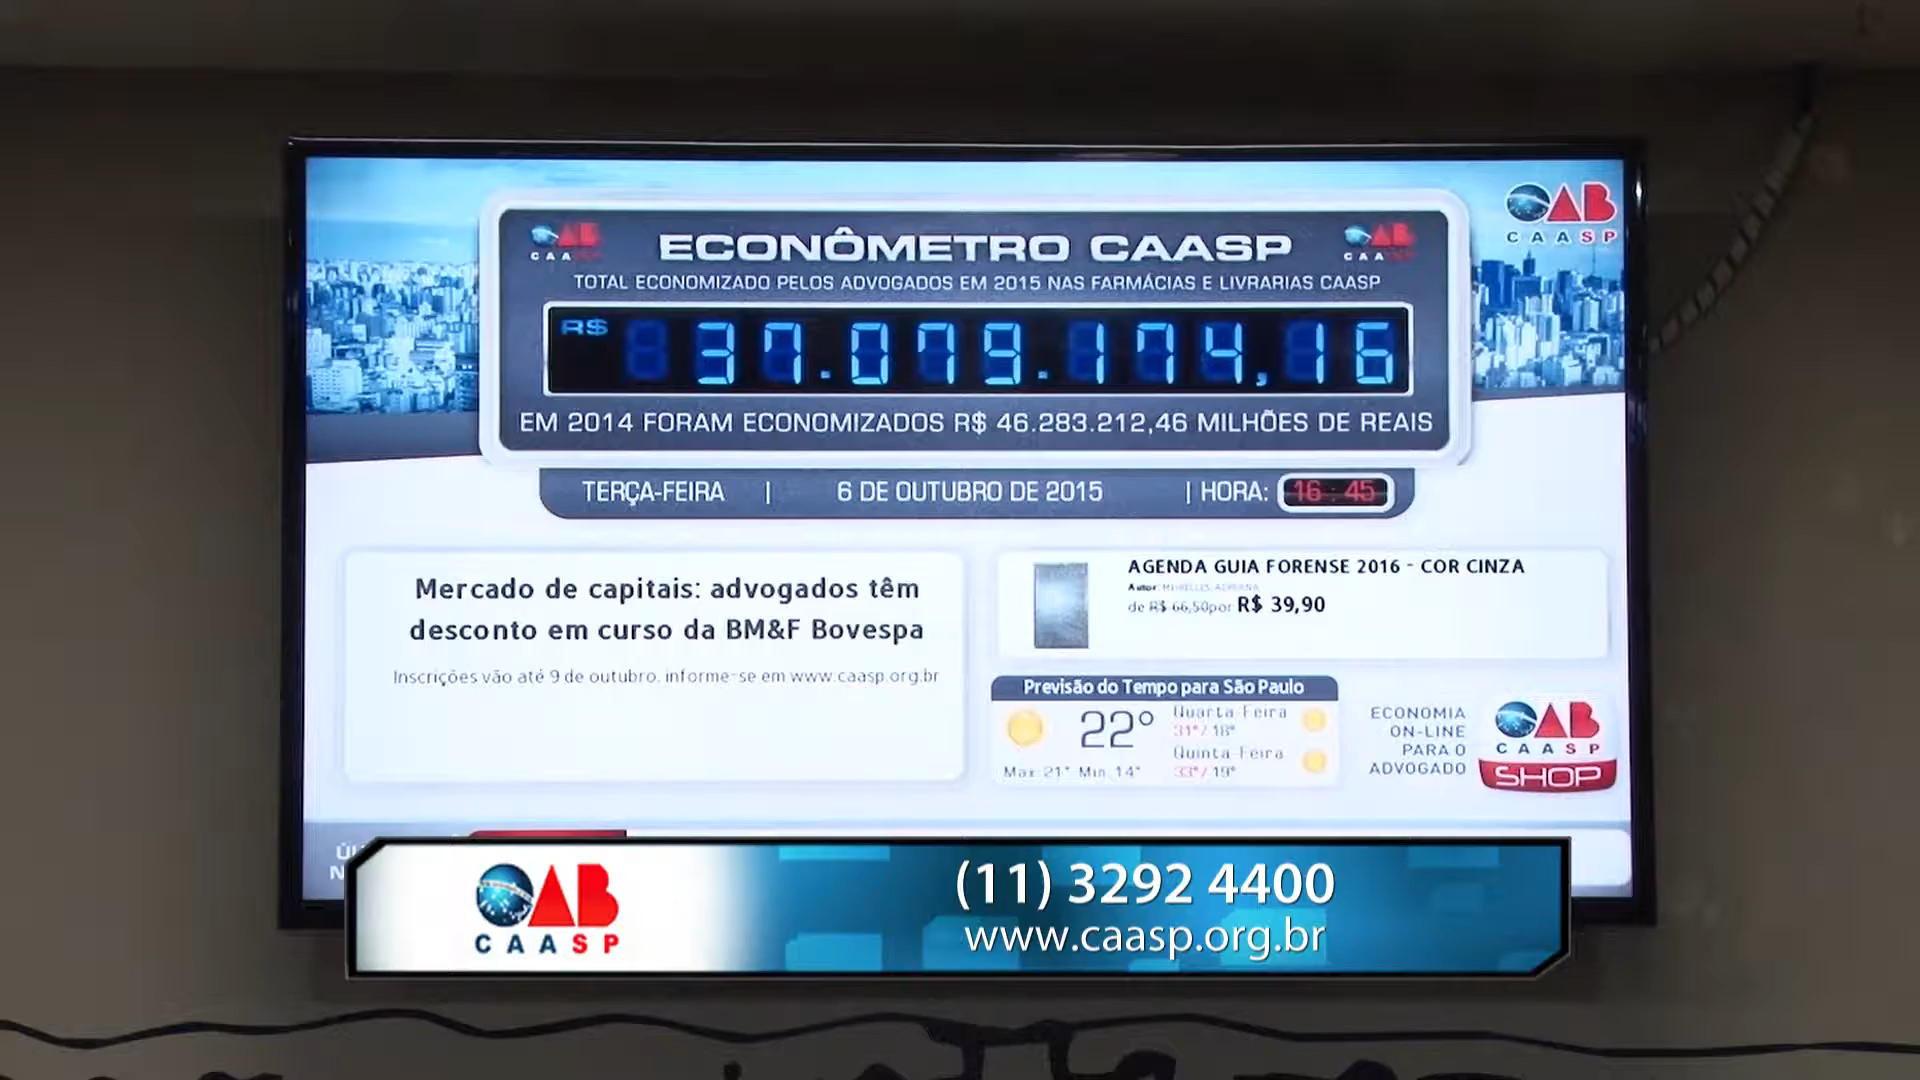 OAB
CAASP
OAB
CAASP
ECONÔMETRO CAASP
OAB
CAASP
TOTAL ECONOMIZADO PELOS ADVOGADOS EM 2015 NAS FARMÁCIAS E LIVRARIAS CAASP
R$ 37.079.174,16
EM 2014 FORAM ECONOMIZADOS R$ 46.283.212,46 MILHÕES DE REAIS
TERÇA-FEIRA | 6 DE OUTUBRO DE 2015 | HORA: 16:45
Mercado de capitais: advogados têm
desconto em curso da BM&F Bovespa
Inscrições vão até 9 de outubro, informe-se em www.caasp.org.br
AGENDA GUIA FORENSE 2016 - COR CINZA
Autor: MEIRELLES, ADRIANA
de R$ 66,50por R$ 39,90
Previsão do Tempo para São Paulo
22°
Max 21° Min 14°
Quarta-Feira
31°/ 18°
Quinta-Feira
33°/ 19°
ECONOMIA
ON-LINE
PARA O
ADVOGADO
OAB
CAASP
SHOP
OAB
CAASP
(11) 3292 4400
www.caasp.org.br